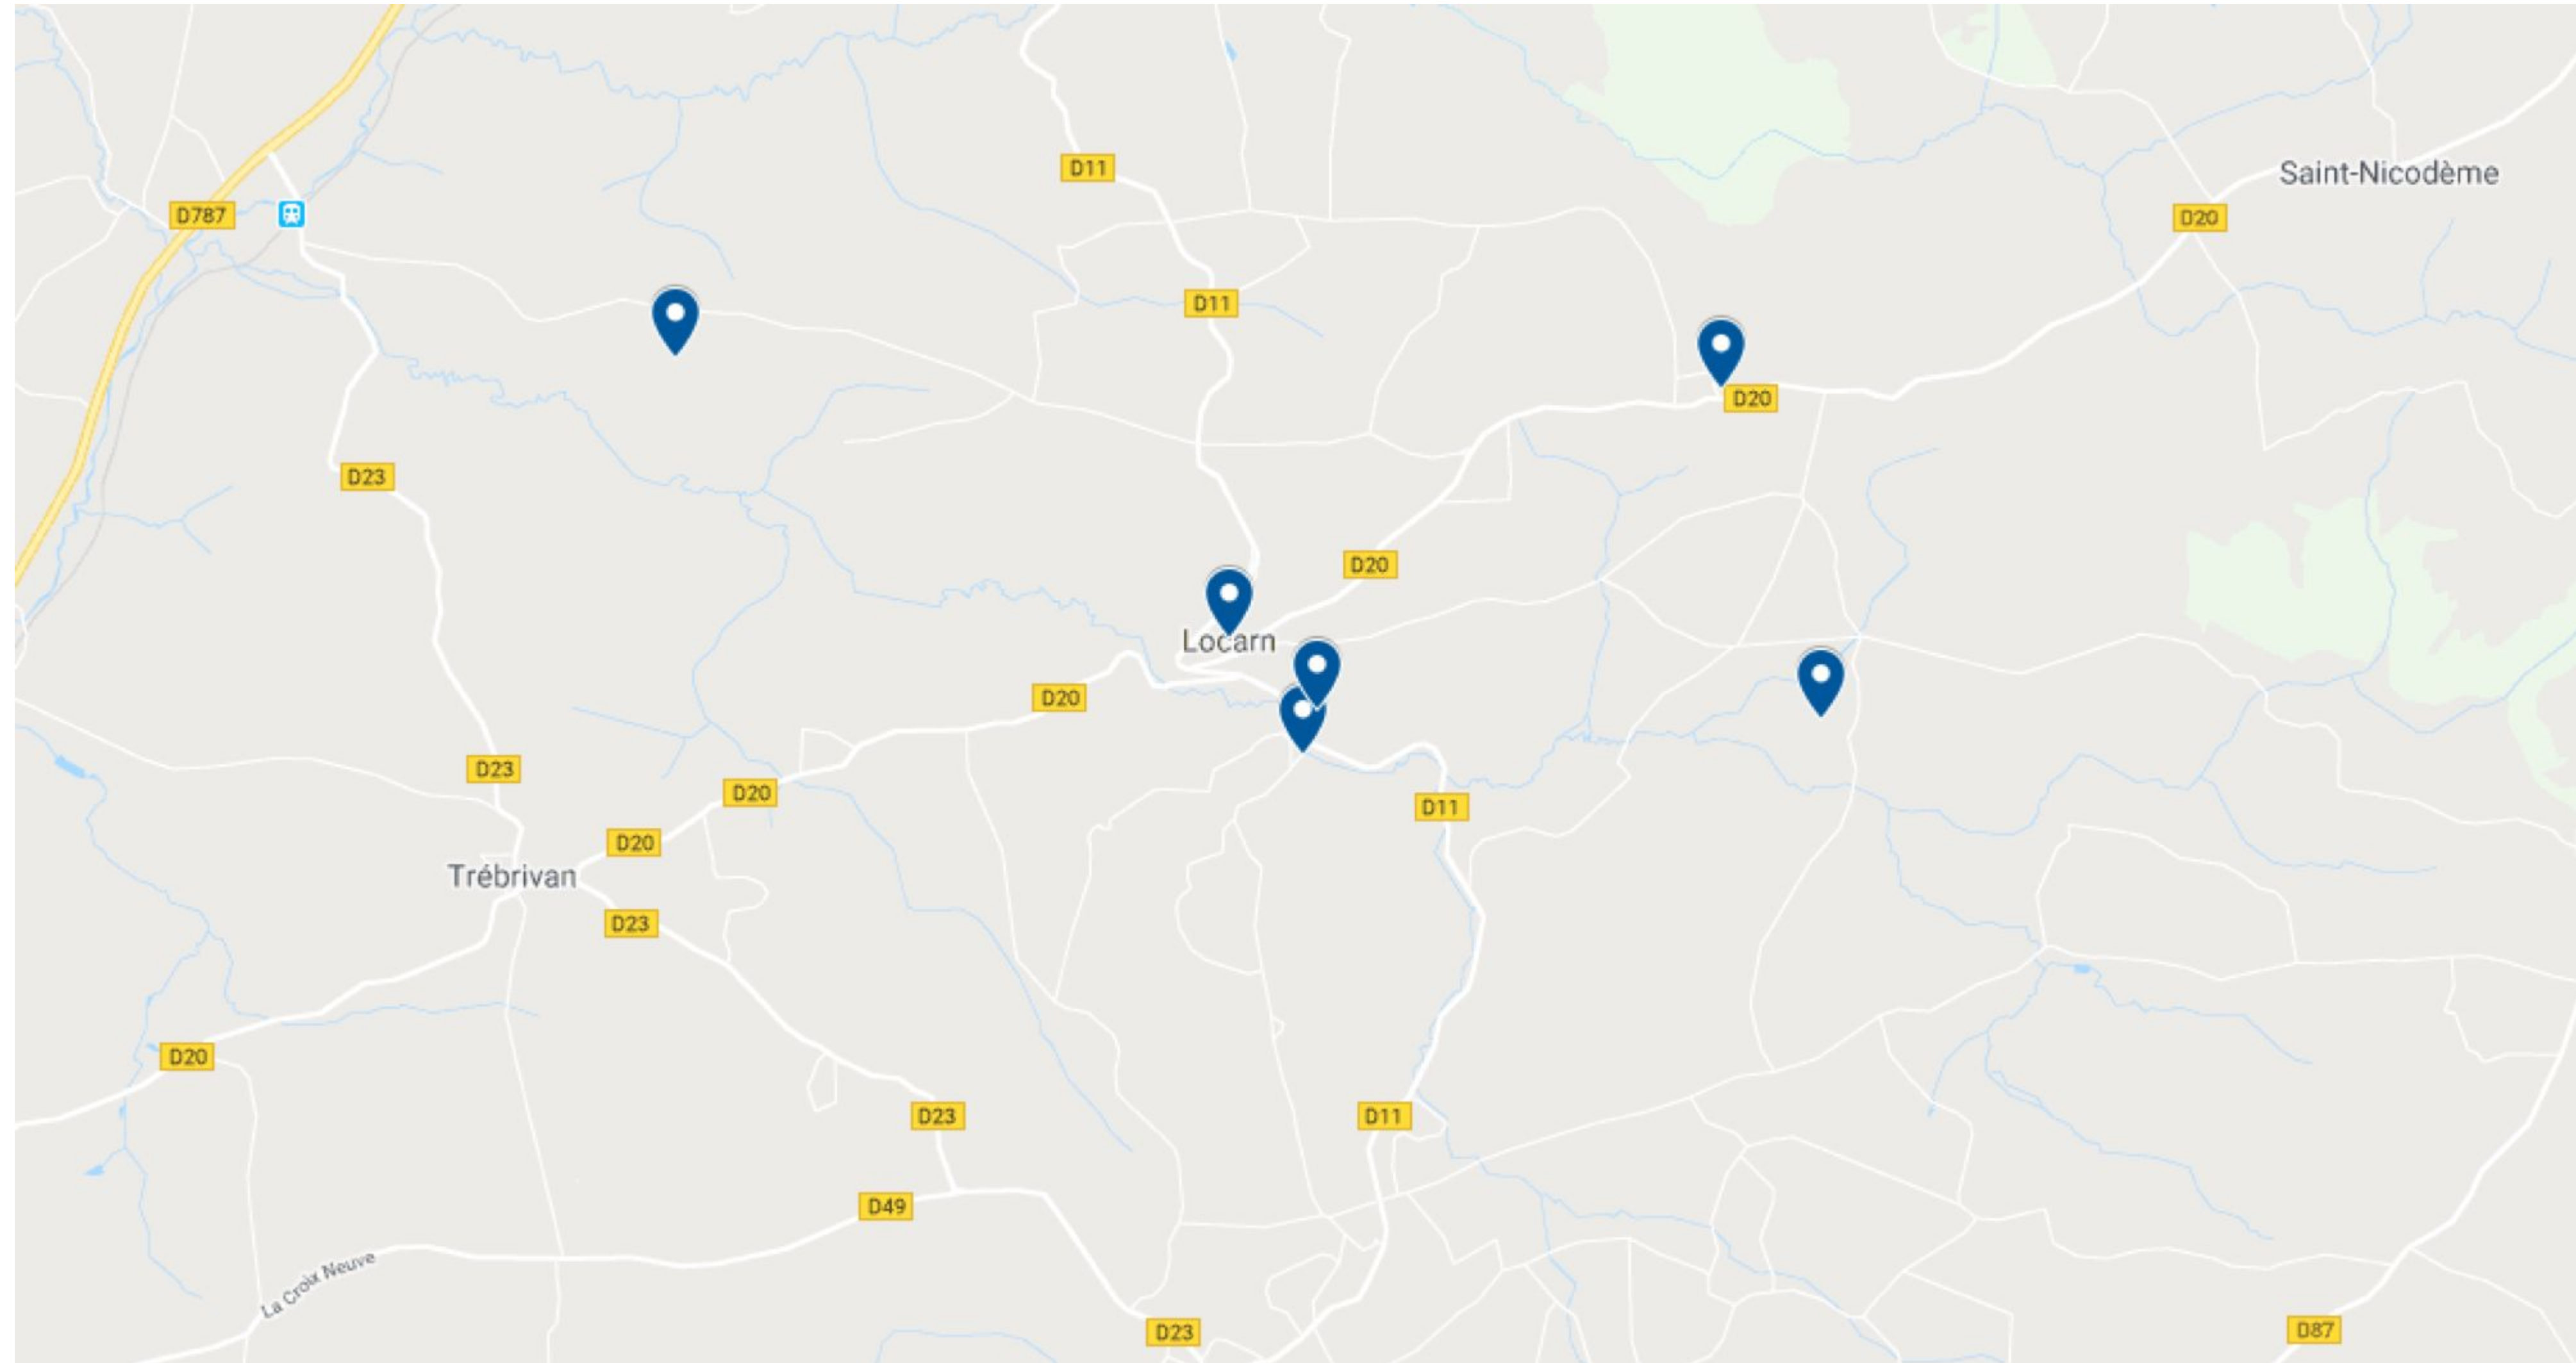 D11
Saint-Nicodème
D787
D20
D11
D20
D23
D20
Locarn
D20
D23
D20
D11
D20
Trébrivan
D23
D20
D23
D11
D49
La Croix Neuve
D23
D87